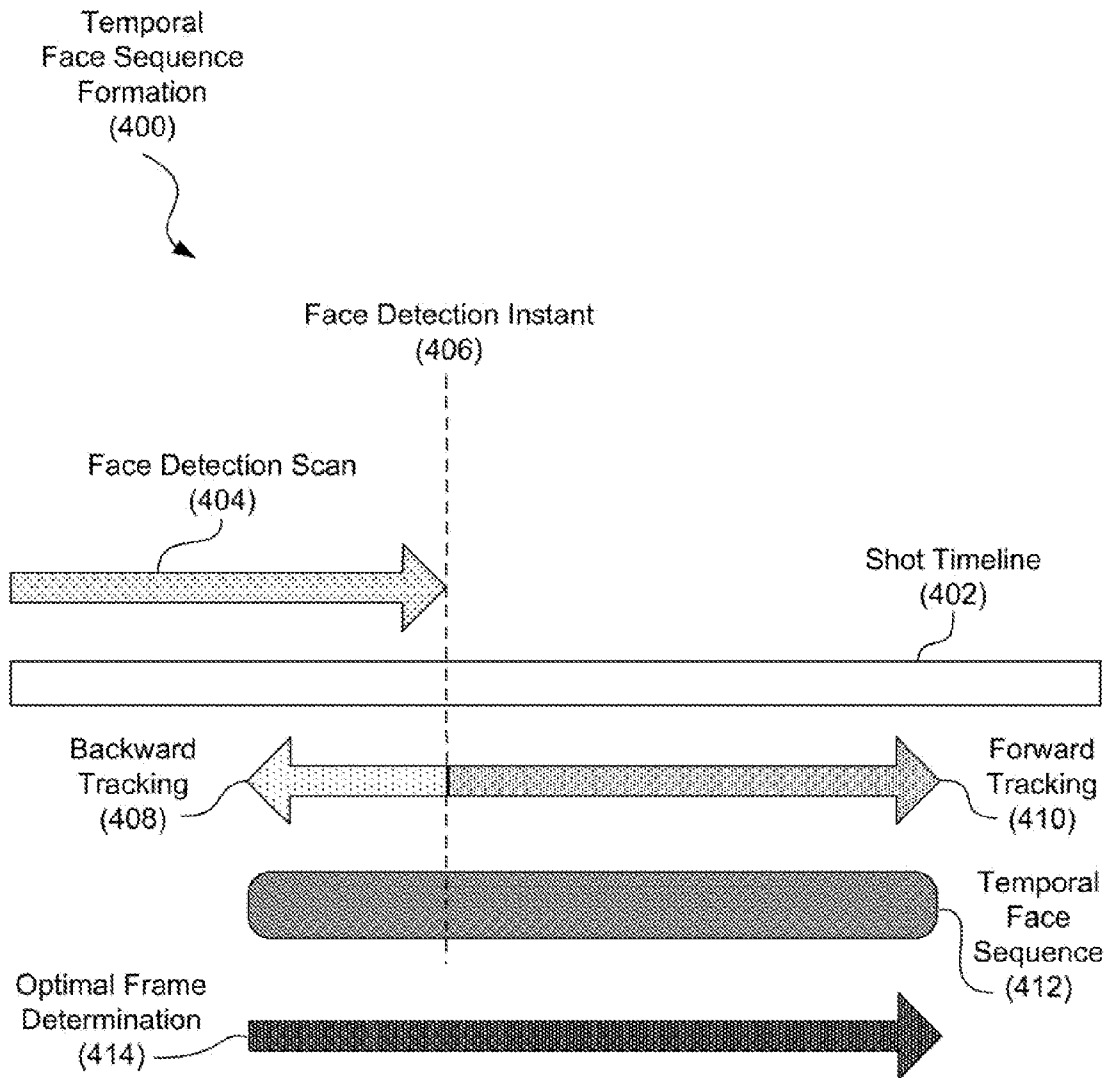 Temporal
Face Sequence
Formation
(400)
Face Detection Instant
(406)
Face Detection Scan
(404)
Shot Timeline
(402)
Backward
Tracking
(408)
Forward
Tracking
(410)
Temporal
Face
Sequence
(412)
Optimal Frame
Determination
(414)